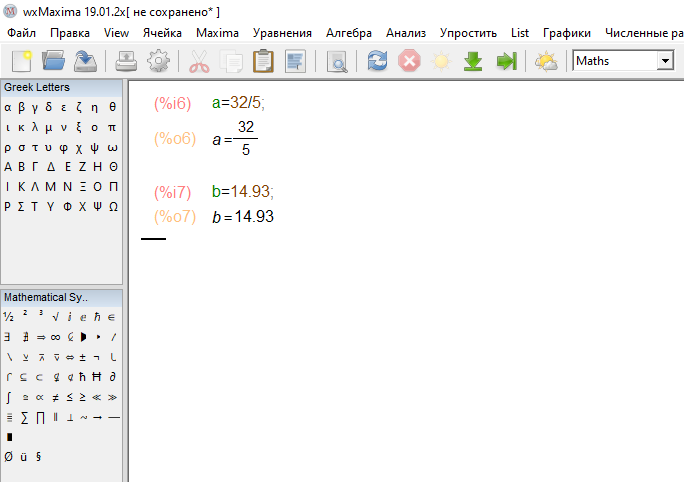 wxMaxima 19.01.2x[ не сохранено* ]
Файл Правка View Ячейка Maxima Уравнения Алгебра Анализ Упростить List Графики Численные ра
Maths
Greek Letters
α β γ δ ε ζ η θ
ι κ λ μ ν ξ ο π
ρ σ τ υ φ χ ψ ω
Α Β Γ Δ Ε Ζ Η Θ
Ι Κ Λ Μ Ν Ξ Ο Π
Ρ Σ Τ Υ Φ Χ Ψ Ω
(%i6) a=32/5;
(%o6) a=32/5
(%i7) b=14.93;
(%o7) b=14.93
Mathematical Sy..
½ ² ³ √ ⅈ ⅇ ℏ ∈
∃ ∄ ⇒ ∞
⇔ ± ¬
⊆ ⊂ ⊄ ħ Ħ ∂
∫ ≅ ∝ ≠ ≤ ≥ ≪ ≫
≣ ∑ ∏ ∥ ⟂ ~ → —
∎
Ø ü §